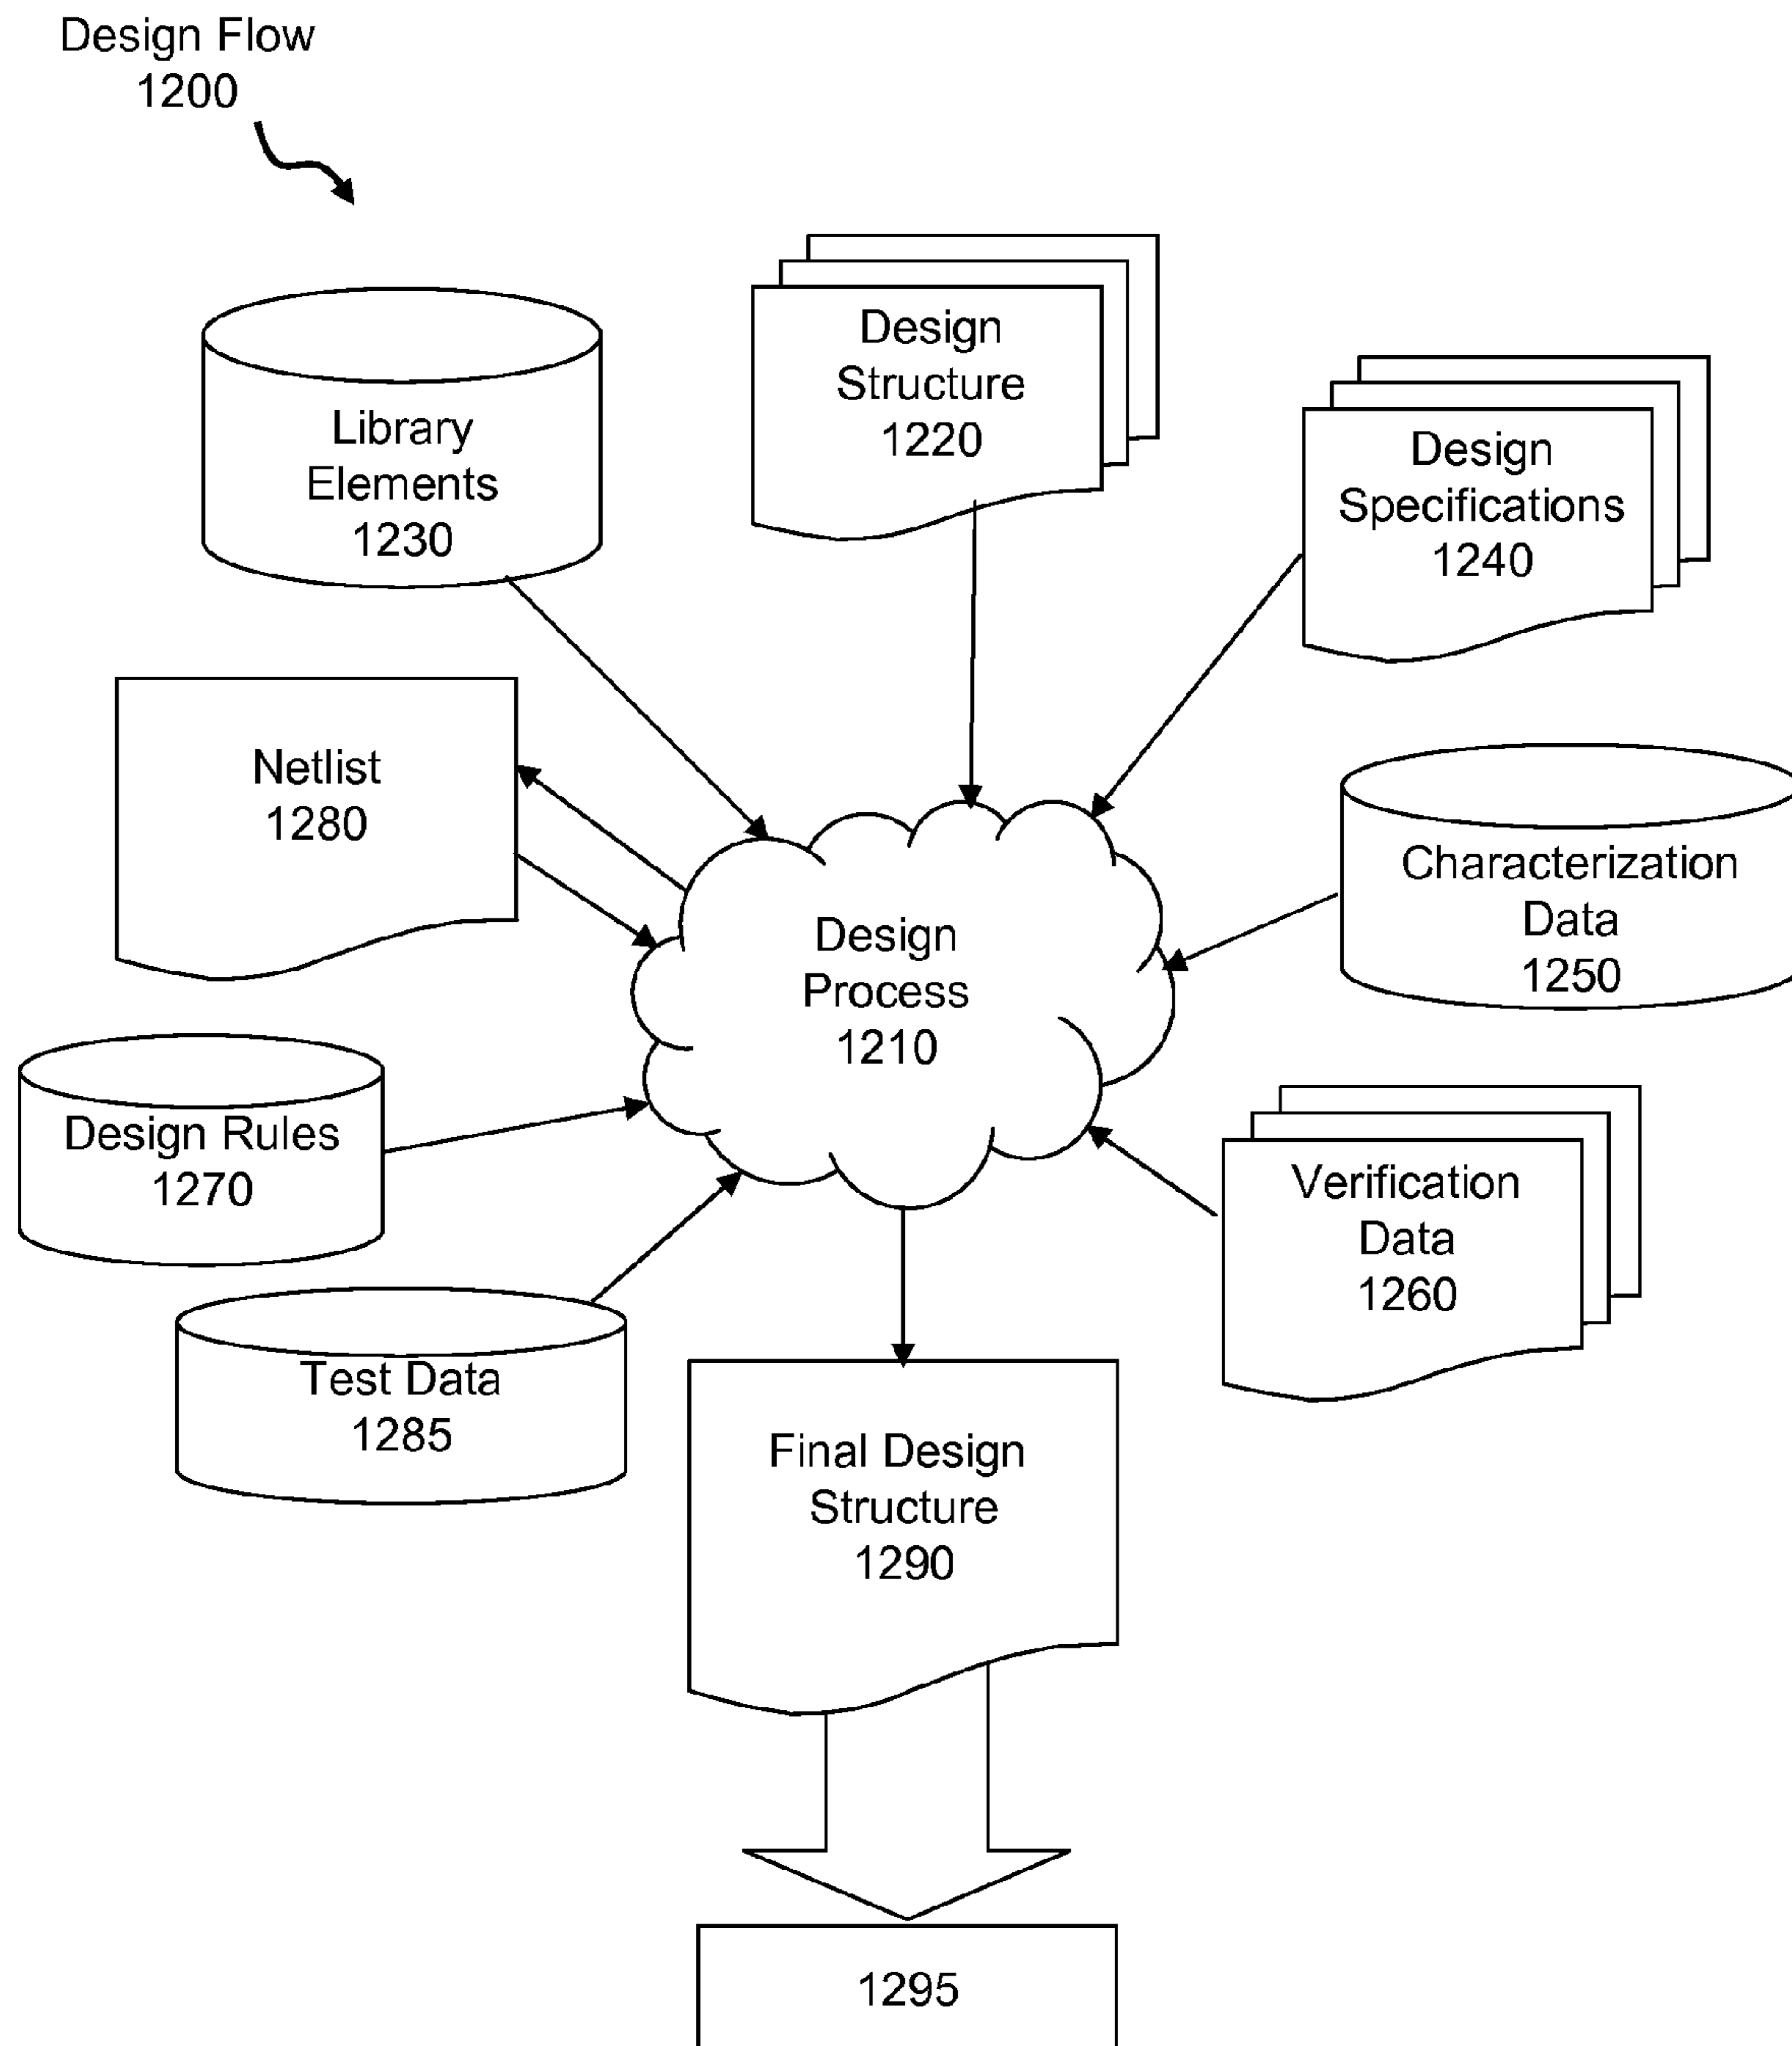 Design Flow
1200
Design
Structure
1220
Library
Elements
1230
Design
Specifications
1240
Netlist
1280
Characterization
Data
1250
Design
Process
1210
Design Rules
1270
Verification
Data
1260
Test Data
1285
Final Design
Structure
1290
1295